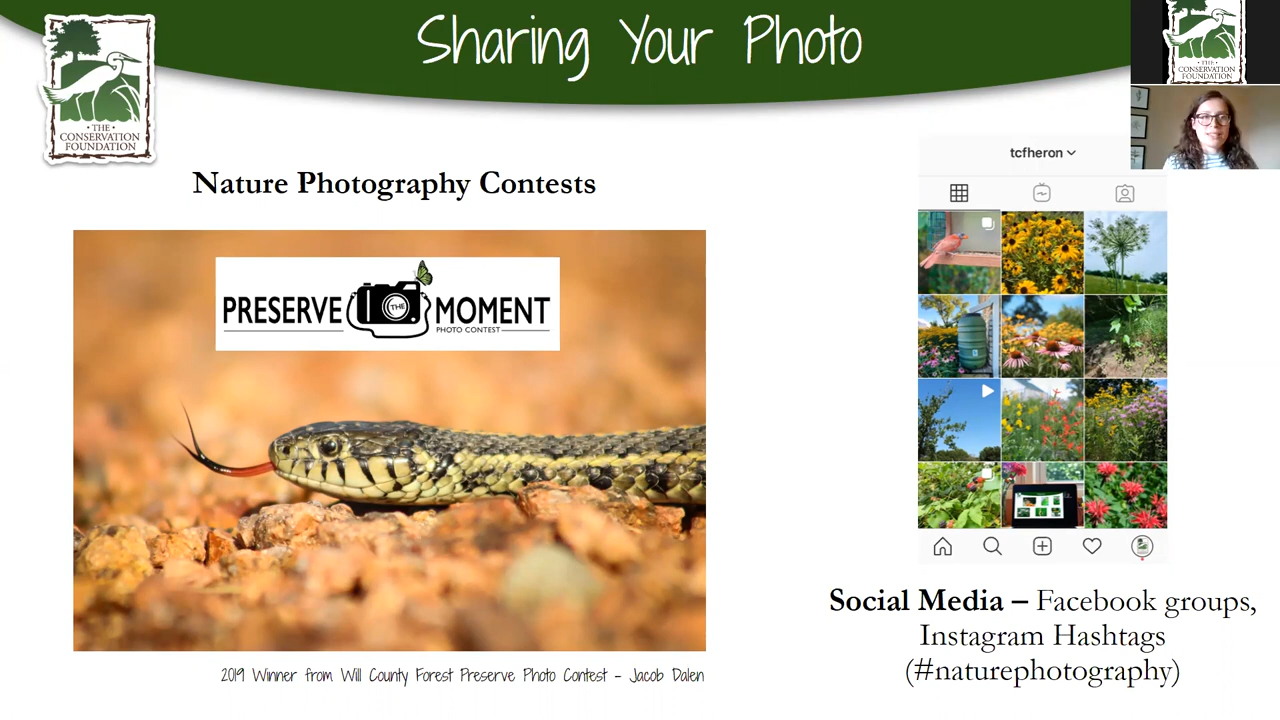 Sharing Your Photo
• THE •
CONSERVATION
FOUNDATION
• THE •
CONSERVATION
FOUNDATION
Nature Photography Contests
PRESERVE THE MOMENT
PHOTO CONTEST
2019 Winner from Will County Forest Preserve Photo Contest - Jacob Dalen
tcfheron
Social Media – Facebook groups,
Instagram Hashtags
(#naturephotography)